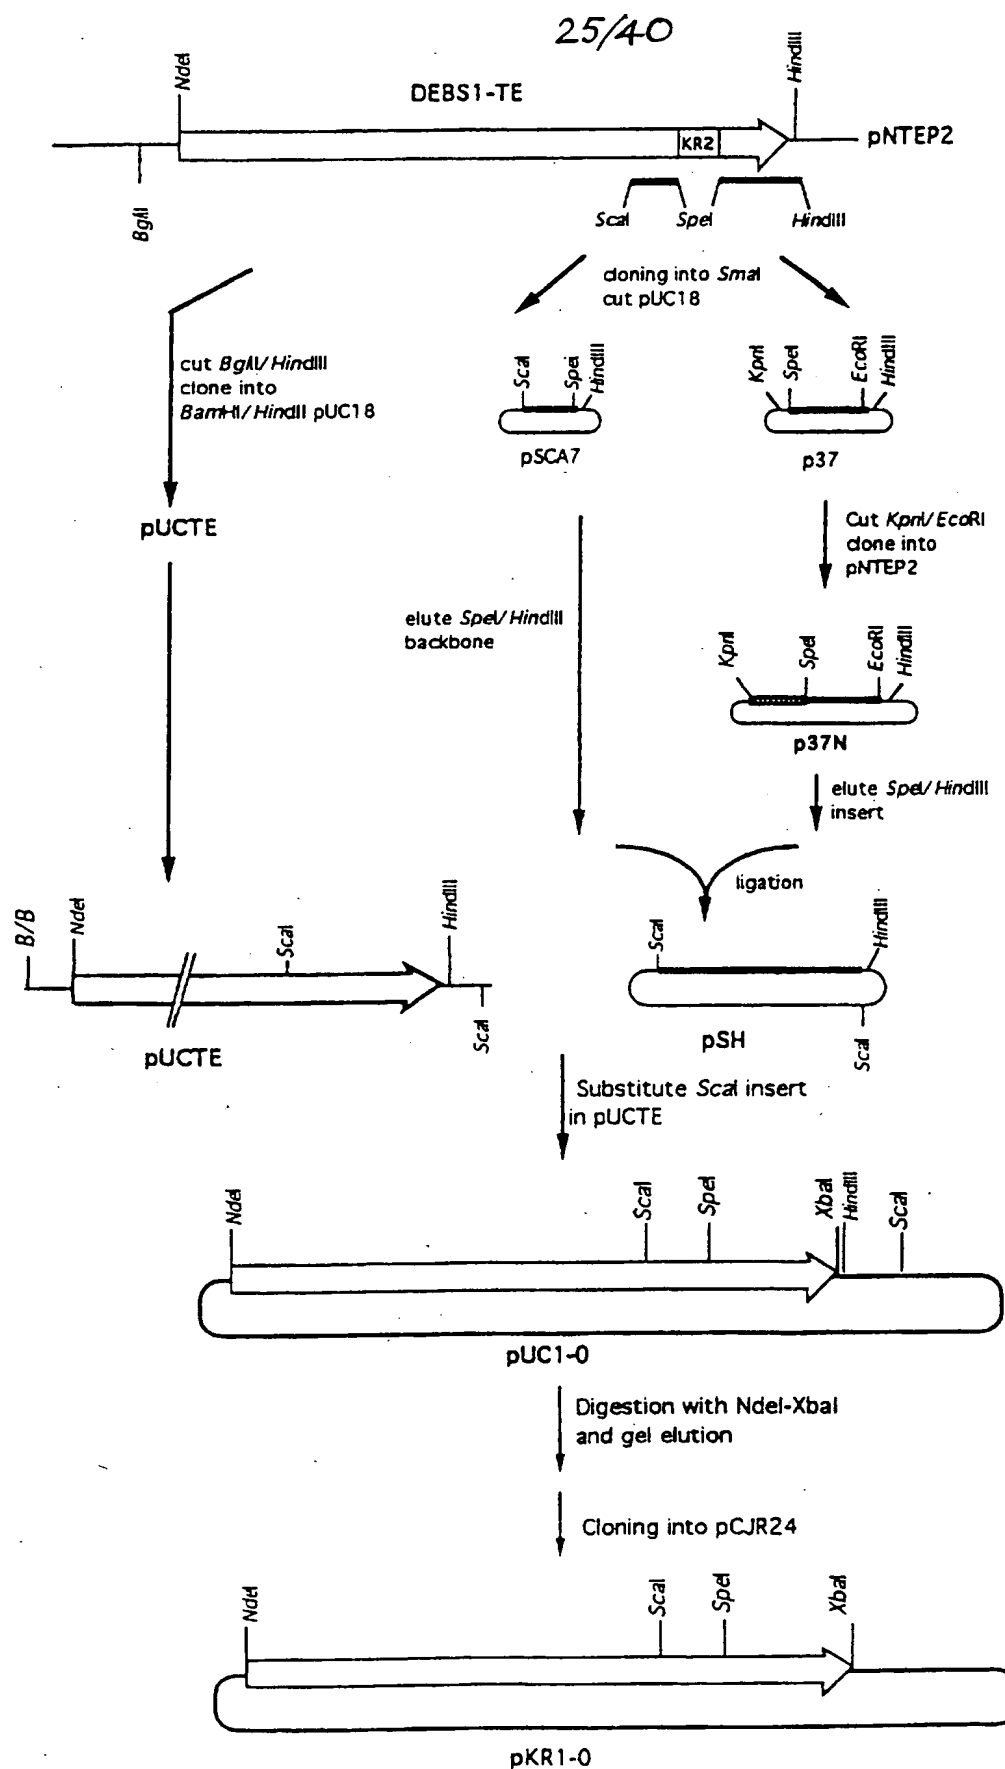 25/40
NdeI
HindIII
DEBS1-TE
KR2
pNTEP2
BglII
ScaI
SpeI
HindIII
cloning into SmaI
cut pUC18
cut BglII/HindIII
clone into
BamHI/HindII pUC18
ScaI
SpeI
HindIII
pSCA7
KpnI
SpeI
EcoRI
HindIII
p37
pUCTE
Cut KpnI/EcoRI
clone into
pNTEP2
elute SpeI/HindIII
backbone
KpnI
SpeI
EcoRI
HindIII
p37N
elute SpeI/HindIII
insert
ligation
B/B
NdeI
ScaI
HindIII
ScaI
pUCTE
ScaI
HindIII
pSH
ScaI
Substitute ScaI insert
in pUCTE
NdeI
ScaI
SpeI
XbaI
HindIII
ScaI
pUC1-0
Digestion with NdeI-XbaI
and gel elution
Cloning into pCJR24
NdeI
ScaI
SpeI
XbaI
pKR1-0